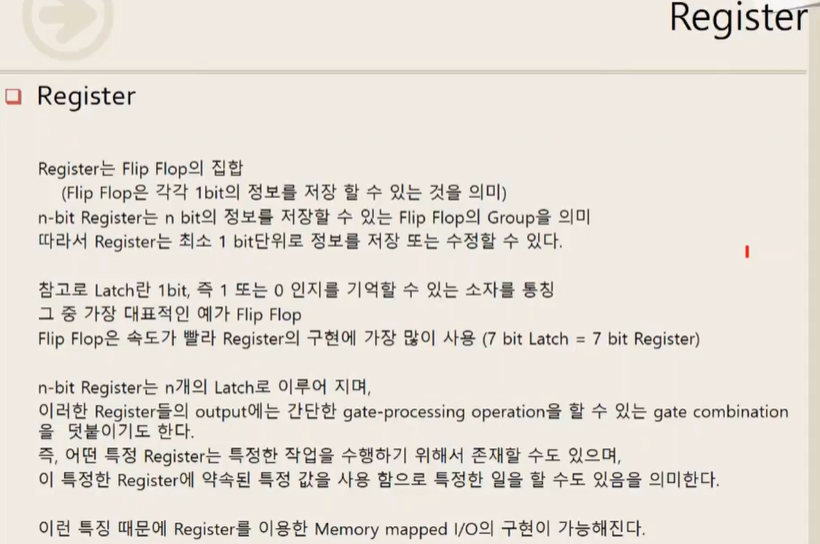 Register
Register
Register는 Flip Flop의 집합
(Flip Flop은 각각 1bit의 정보를 저장 할 수 있는 것을 의미)
n-bit Register는 n bit의 정보를 저장할 수 있는 Flip Flop의 Group을 의미
따라서 Register는 최소 1 bit단위로 정보를 저장 또는 수정할 수 있다.
참고로 Latch란 1bit, 즉 1 또는 0 인지를 기억할 수 있는 소자를 통칭
그 중 가장 대표적인 예가 Flip Flop
Flip Flop은 속도가 빨라 Register의 구현에 가장 많이 사용 (7 bit Latch = 7 bit Register)
n-bit Register는 n개의 Latch로 이루어 지며,
이러한 Register들의 output에는 간단한 gate-processing operation을 할 수 있는 gate combination
을 덧붙이기도 한다.
즉, 어떤 특정 Register는 특정한 작업을 수행하기 위해서 존재할 수도 있으며,
이 특정한 Register에 약속된 특정 값을 사용 함으로 특정한 일을 할 수도 있음을 의미한다.
이런 특징 때문에 Register를 이용한 Memory mapped I/O의 구현이 가능해진다.